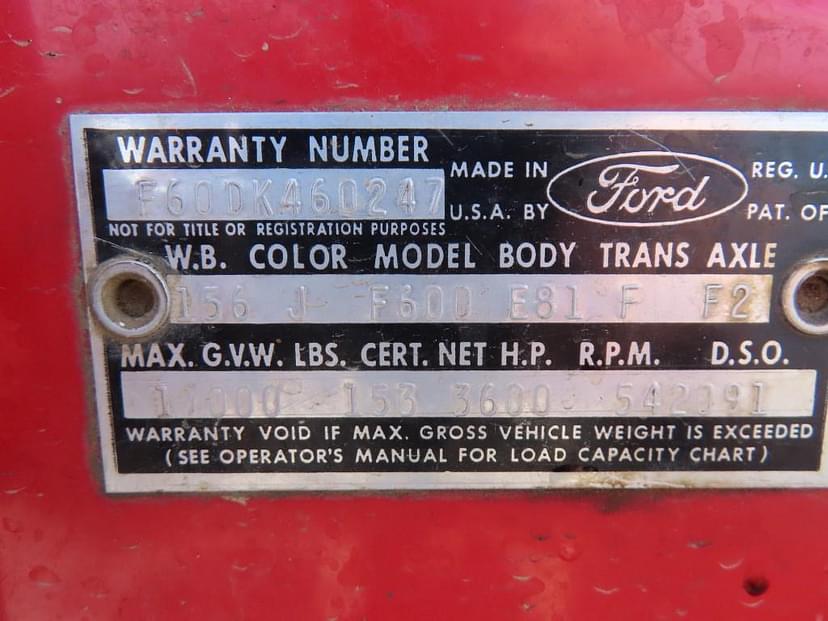 WARRANTY NUMBER
F60DK460247
MADE IN
U.S.A. BY
Ford
REG. U.
PAT. OF
NOT FOR TITLE OR REGISTRATION PURPOSES
W.B. COLOR MODEL BODY TRANS AXLE
156 J F600 E81 F F2
MAX. G.V.W. LBS. CERT. NET H.P. R.P.M. D.S.O.
153 3600 542091
WARRANTY VOID IF MAX. GROSS VEHICLE WEIGHT IS EXCEEDED
(SEE OPERATOR'S MANUAL FOR LOAD CAPACITY CHART)